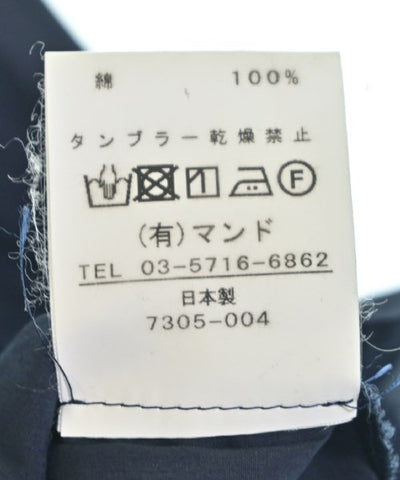 綿 100%
タンブラー乾燥禁止
F
(有)マンド
TEL 03-5716-6862
日本製
7305-004